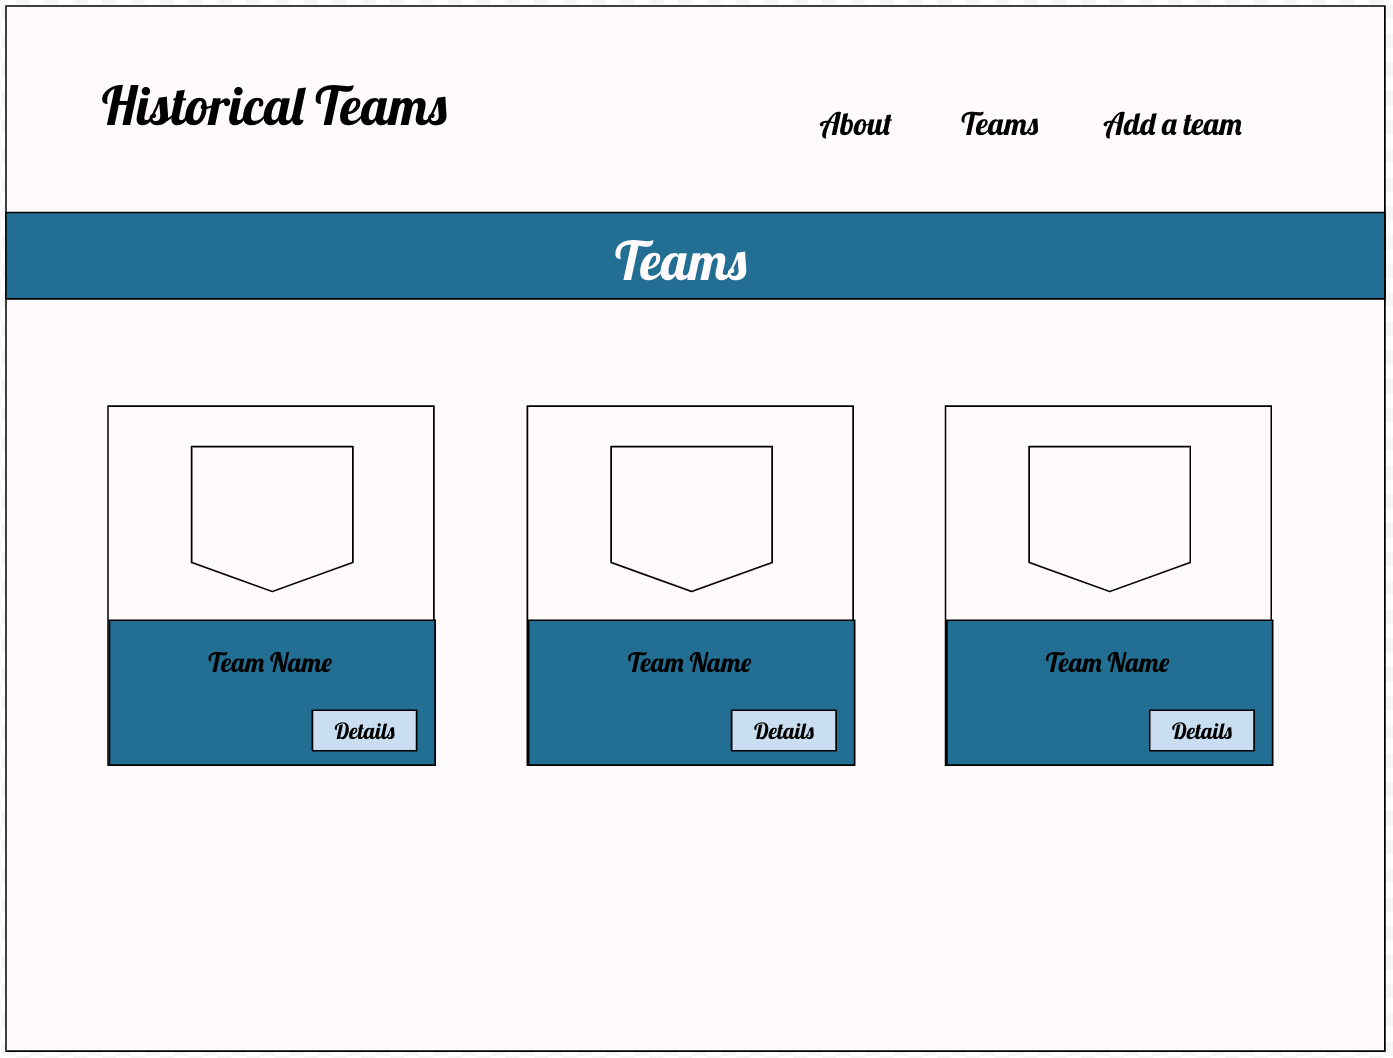 Historical Teams
About Teams Add a team
Teams
Team Name Team Name Team Name
Details Details Details